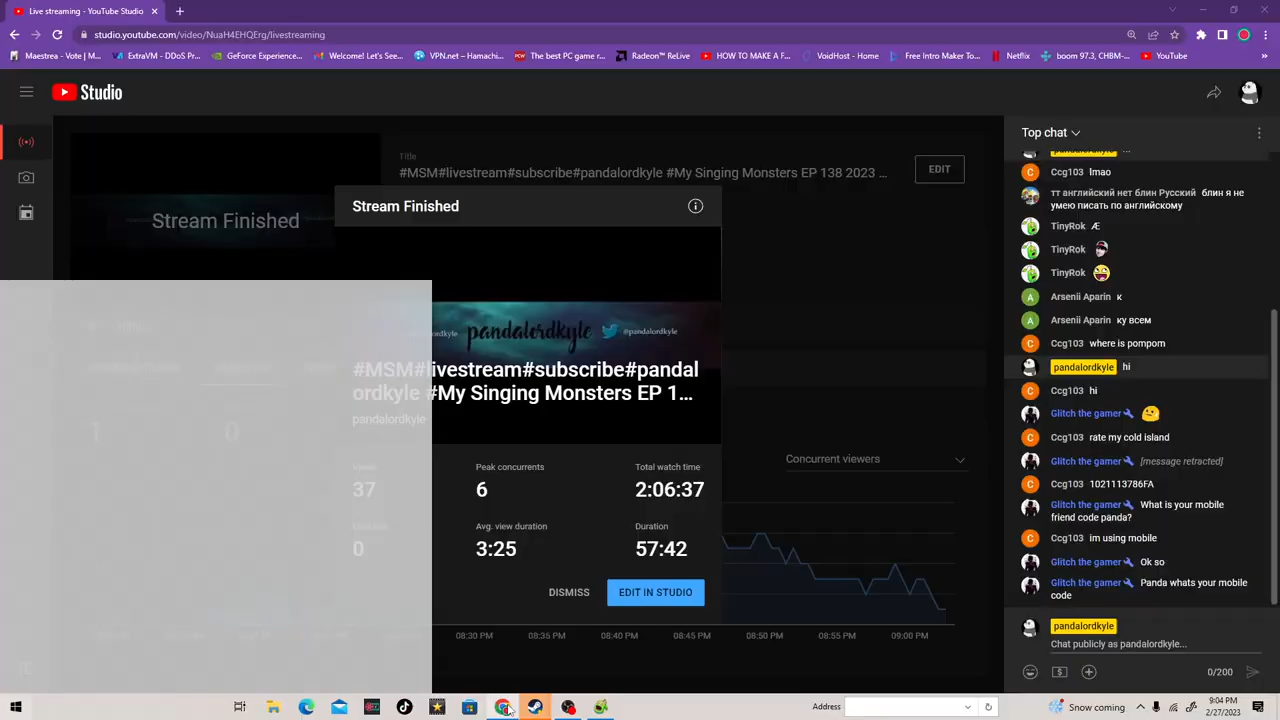 Live streaming - YouTube Studio
studio.youtube.com/video/NuaH4EHQErg/livestreaming
Maestrea - Vote | M...
ExtraVM - DDoS Pr...
GeForce Experience...
Welcome! Let's See...
VPN.net – Hamachi...
The best PC game r...
Radeon™ ReLive
HOW TO MAKE A F...
VoidHost - Home
Free Intro Maker To...
Netflix
boom 97.3, CHBM-...
YouTube
Studio
Title
#MSM#livestream#subscribe#pandalordkyle #My Singing Monsters EP 138 2023 ...
EDIT
Stream Finished
Stream Finished
pandalordkyle
@pandalordkyle
#MSM#livestream#subscribe#pandal
ordkyle #My Singing Monsters EP 1...
pandalordkyle
Views
37
Peak concurrents
6
Total watch time
2:06:37
0
Avg. view duration
3:25
Duration
57:42
DISMISS
EDIT IN STUDIO
1
0
Concurrent viewers
08:30 PM
08:35 PM
08:40 PM
08:45 PM
08:50 PM
08:55 PM
09:00 PM
Top chat
pandalordkyle
Ccg103 lmao
тт английский нет блин Русский блин я не
умею писать по английскому
TinyRok Æ
TinyRok
TinyRok
Arsenii Aparin к
Arsenii Aparin ку всем
Ccg103 where is pompom
pandalordkyle hi
Ccg103 hi
Glitch the gamer
Ccg103 rate my cold island
Glitch the gamer [message retracted]
Ccg103 1021113786FA
Glitch the gamer What is your mobile
friend code panda?
Ccg103 im using mobile
Glitch the gamer Ok so
Glitch the gamer Panda whats your mobile
code
pandalordkyle
Chat publicly as pandalordkyle...
0/200
Address
Snow coming
9:04 PM
2/27/2023